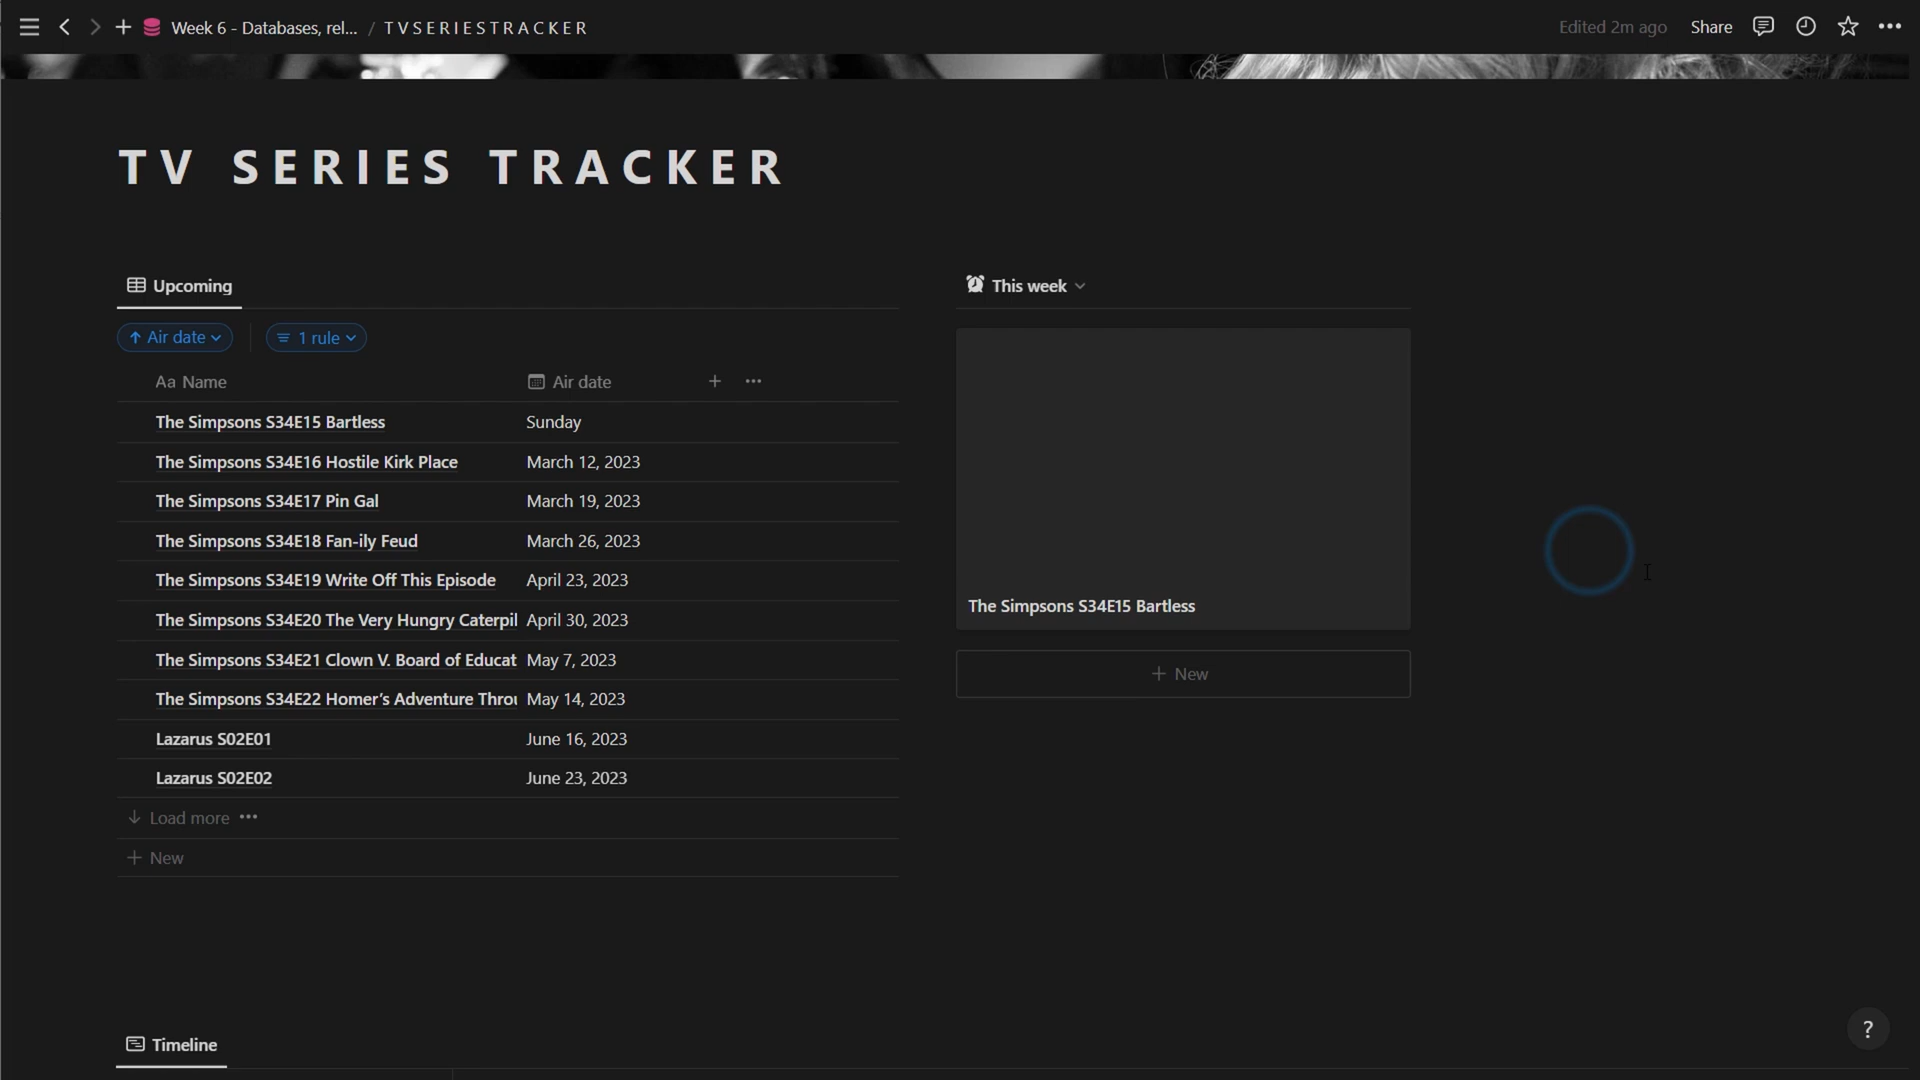 Week 6 - Databases, rel... / T V S E R I E S T R A C K E R
Edited 2m ago Share
T V  S E R I E S  T R A C K E R
Upcoming
Air date 1 rule
Aa Name Air date
The Simpsons S34E15 Bartless Sunday
The Simpsons S34E16 Hostile Kirk Place March 12, 2023
The Simpsons S34E17 Pin Gal March 19, 2023
The Simpsons S34E18 Fan-ily Feud March 26, 2023
The Simpsons S34E19 Write Off This Episode April 23, 2023
The Simpsons S34E20 The Very Hungry Caterpil April 30, 2023
The Simpsons S34E21 Clown V. Board of Educat May 7, 2023
The Simpsons S34E22 Homer's Adventure Throu May 14, 2023
Lazarus S02E01 June 16, 2023
Lazarus S02E02 June 23, 2023
Load more •••
+ New
This week
The Simpsons S34E15 Bartless
+ New
Timeline
?